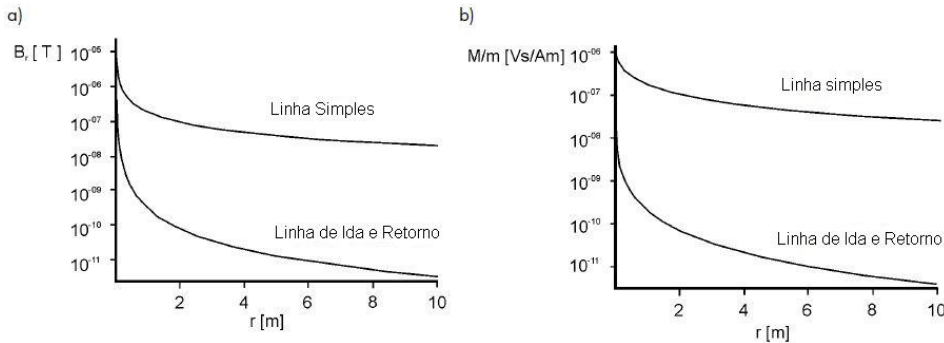 a)
B_r [ T ]
10^-05
10^-06
10^-07
10^-08
10^-09
10^-10
10^-11
Linha Simples
Linha de Ida e Retorno
2 4 6 8 10
r [m]
b)
M/m [Vs/Am]
10^-06
10^-07
10^-08
10^-09
10^-10
10^-11
Linha simples
Linha de Ida e Retorno
2 4 6 8 10
r [m]